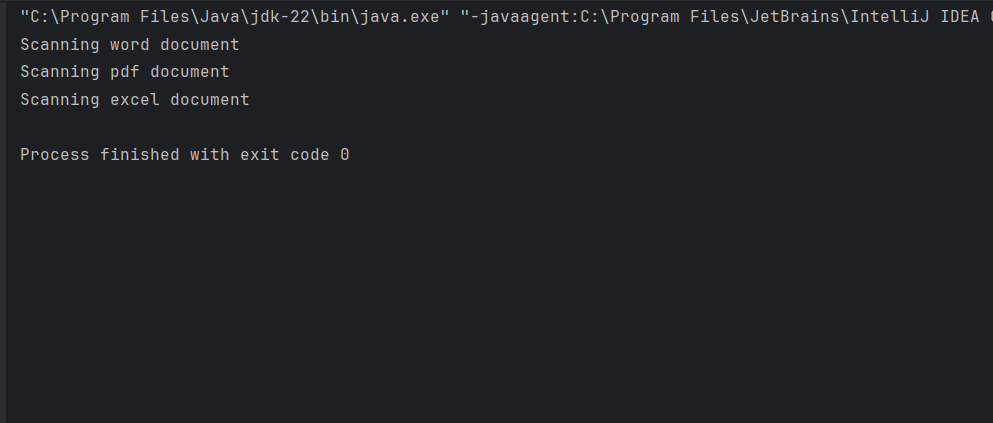 "C:\Program Files\Java\jdk-22\bin\java.exe" "-javaagent:C:\Program Files\JetBrains\IntelliJ IDEA
Scanning word document
Scanning pdf document
Scanning excel document
Process finished with exit code 0